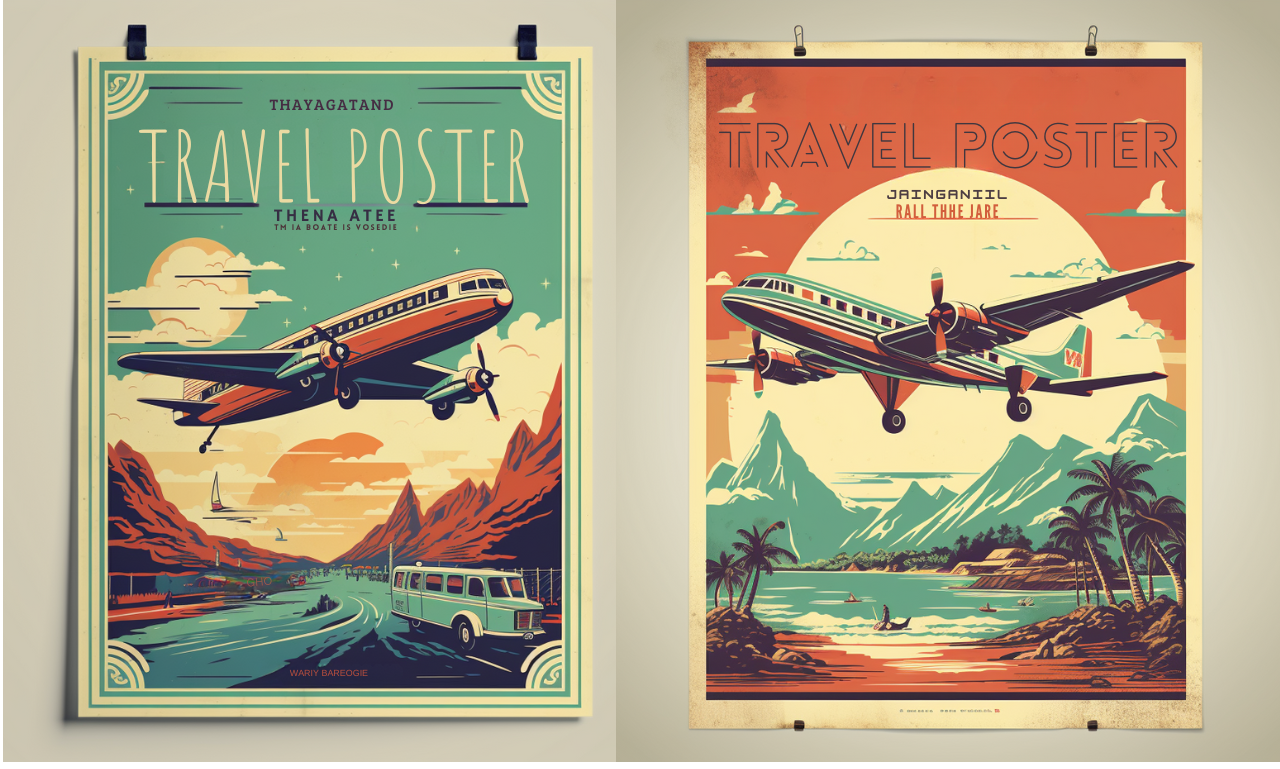 THAYAGATAND
TRAVEL POSTER
THENA ATEE
TM IA BOATE IS VOSEDIE
WARIY BAREOGIE
TRAVEL POSTER
JAINGANIIL
RALL THHE JARE